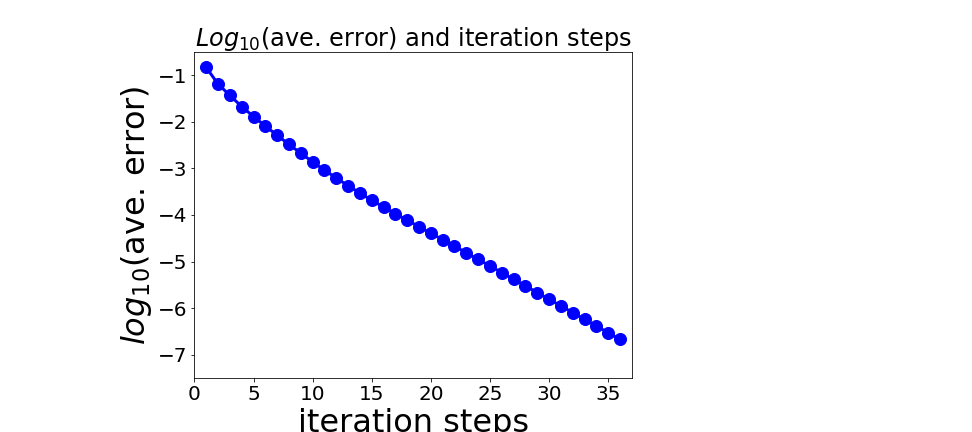 Log10(ave. error) and iteration steps
log10(ave. error)
−1
−2
−3
−4
−5
−6
−7
0 5 10 15 20 25 30 35
iteration steps